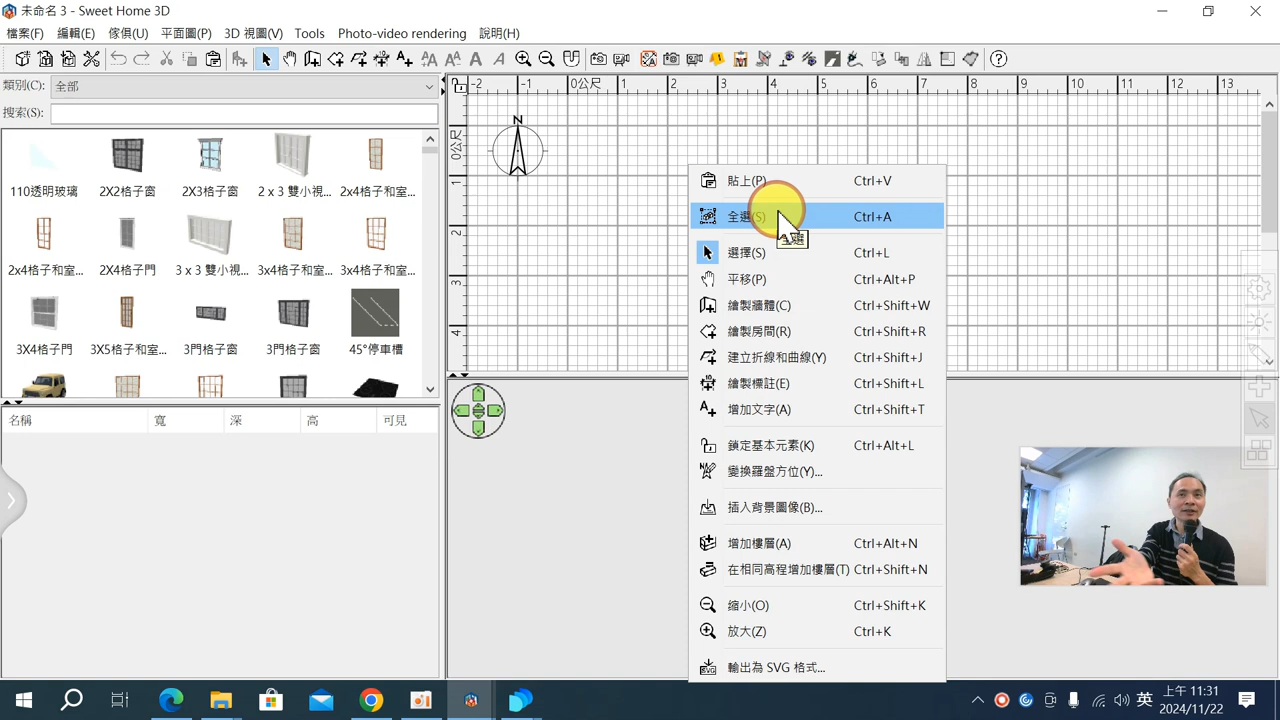 未命名 3 - Sweet Home 3D
檔案(F) 編輯(E) 傢俱(U) 平面圖(P) 3D 視圖(V) Tools Photo-video rendering 說明(H)
類別(C): 全部
搜索(S):
110透明玻璃 2X2格子窗 2X3格子窗 2 x 3 雙小視... 2x4格子和室...
2x4格子和室... 2X4格子門 3 x 3 雙小視... 3x4格子和室... 3x4格子和室...
3X4格子門 3X5格子和室... 3門格子窗 3門格子窗 45°停車槽
名稱 寬 深 高 可見
-2 -1 0公尺 1 2 3 4 5 6 7 8 9 10 11 12 13
0公尺
1
2
3
4
N
貼上(P) Ctrl+V
全選(S) Ctrl+A
選擇(S) Ctrl+L
平移(P) Ctrl+Alt+P
繪製牆體(C) Ctrl+Shift+W
繪製房間(R) Ctrl+Shift+R
建立折線和曲線(Y) Ctrl+Shift+J
繪製標註(E) Ctrl+Shift+L
增加文字(A) Ctrl+Shift+T
鎖定基本元素(K) Ctrl+Alt+L
變換羅盤方位(Y)...
插入背景圖像(B)...
增加樓層(A) Ctrl+Alt+N
在相同高程增加樓層(T) Ctrl+Shift+N
缩小(O) Ctrl+Shift+K
放大(Z) Ctrl+K
輸出為 SVG 格式...
英
上午 11:31
2024/11/22